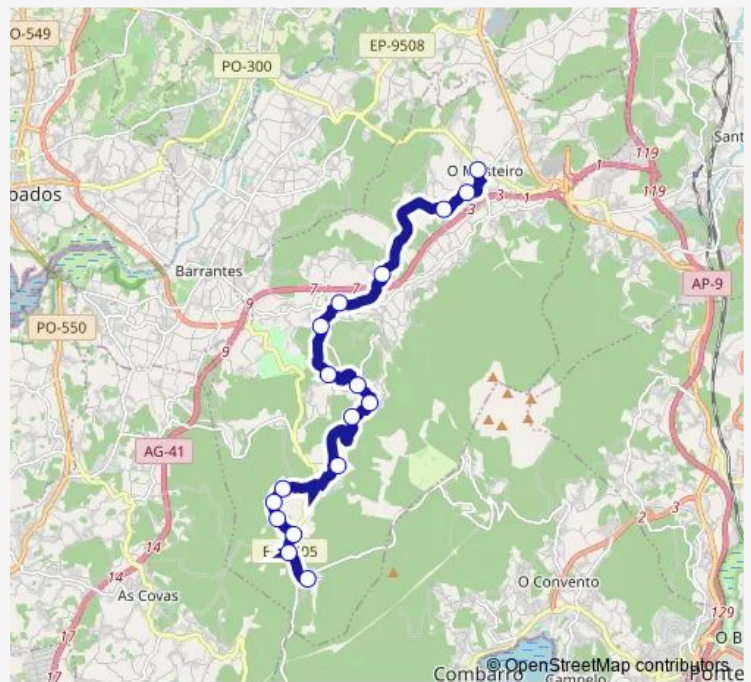 O-549
EP-9508
PO-300
Sant
119
O M steiro
1
119
3
3
1
bados
Barrantes
AP-9
7
7
9
PO-550
9
AG-41
2
3
14
E 05
O Convento
14
As Covas
129
17
O B
17
© OpenStreetMap contributors
Combarro
Campelo
Ponte